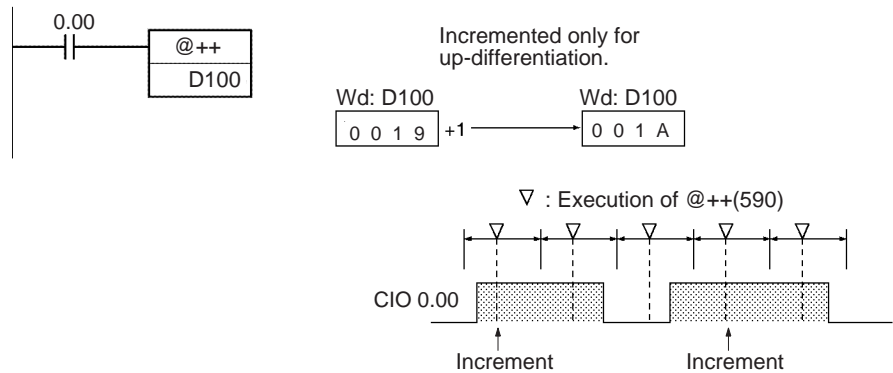 0.00
@++
D100
Incremented only for
up-differentiation.
Wd: D100
0 0 1 9 +1
Wd: D100
0 0 1 A
▽ : Execution of @++(590)
CIO 0.00
Increment
Increment